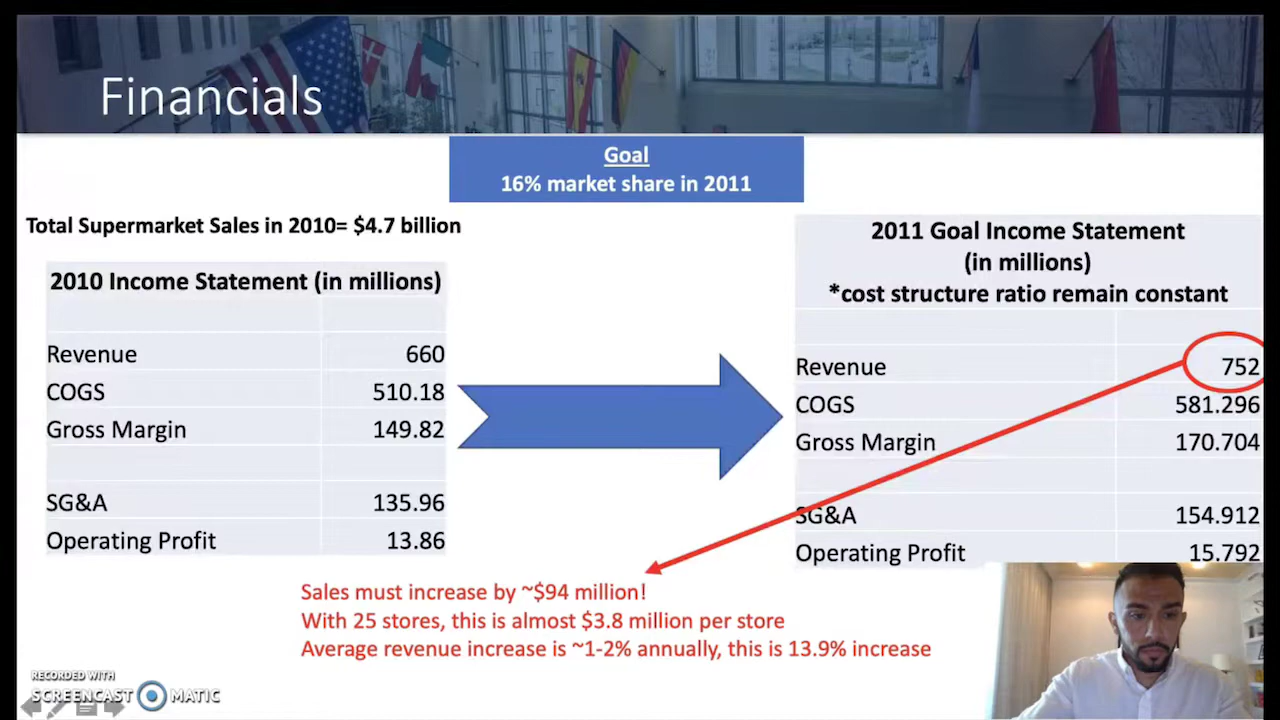 Financials
Goal
16% market share in 2011
Total Supermarket Sales in 2010= $4.7 billion
2010 Income Statement (in millions)
Revenue 660
COGS 510.18
Gross Margin 149.82
SG&A 135.96
Operating Profit 13.86
2011 Goal Income Statement
(in millions)
*cost structure ratio remain constant
Revenue 752
COGS 581.296
Gross Margin 170.704
SG&A 154.912
Operating Profit 15.792
Sales must increase by ~$94 million!
With 25 stores, this is almost $3.8 million per store
Average revenue increase is ~1-2% annually, this is 13.9% increase
RECORDED WITH
SCREENCAST MATIC